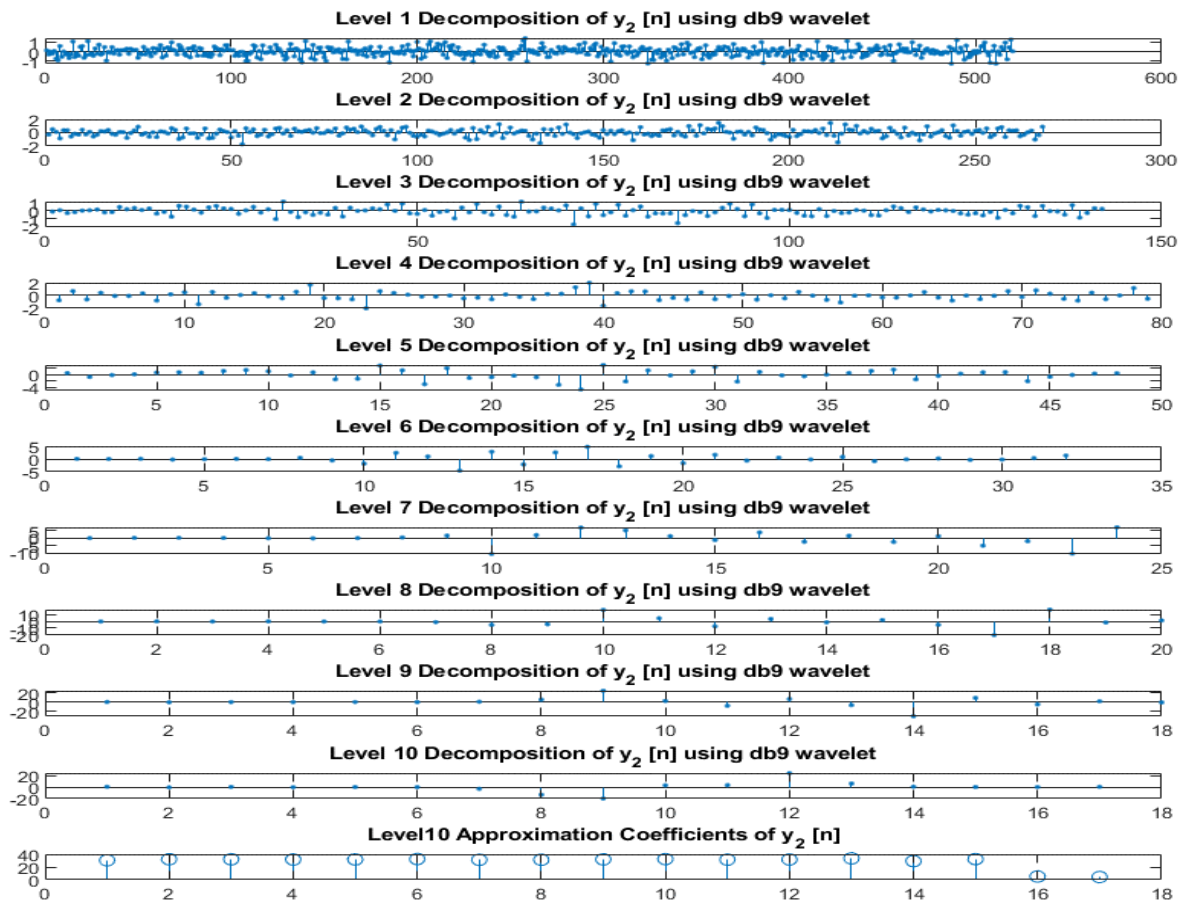 Level 1 Decomposition of y2 [n] using db9 wavelet
1
0
-1
0 100 200 300 400 500 600
Level 2 Decomposition of y2 [n] using db9 wavelet
2
0
-2
0 50 100 150 200 250 300
Level 3 Decomposition of y2 [n] using db9 wavelet
1
0
-1
-2
0 50 100 150
Level 4 Decomposition of y2 [n] using db9 wavelet
2
0
-2
0 10 20 30 40 50 60 70 80
Level 5 Decomposition of y2 [n] using db9 wavelet
0
-4
0 5 10 15 20 25 30 35 40 45 50
Level 6 Decomposition of y2 [n] using db9 wavelet
5
0
-5
0 5 10 15 20 25 30 35
Level 7 Decomposition of y2 [n] using db9 wavelet
5
0
-10
0 5 10 15 20 25
Level 8 Decomposition of y2 [n] using db9 wavelet
10
-20
0 2 4 6 8 10 12 14 16 18 20
Level 9 Decomposition of y2 [n] using db9 wavelet
20
0
-20
0 2 4 6 8 10 12 14 16 18
Level 10 Decomposition of y2 [n] using db9 wavelet
20
0
-20
0 2 4 6 8 10 12 14 16 18
Level10 Approximation Coefficients of y2 [n]
40
20
0
0 2 4 6 8 10 12 14 16 18